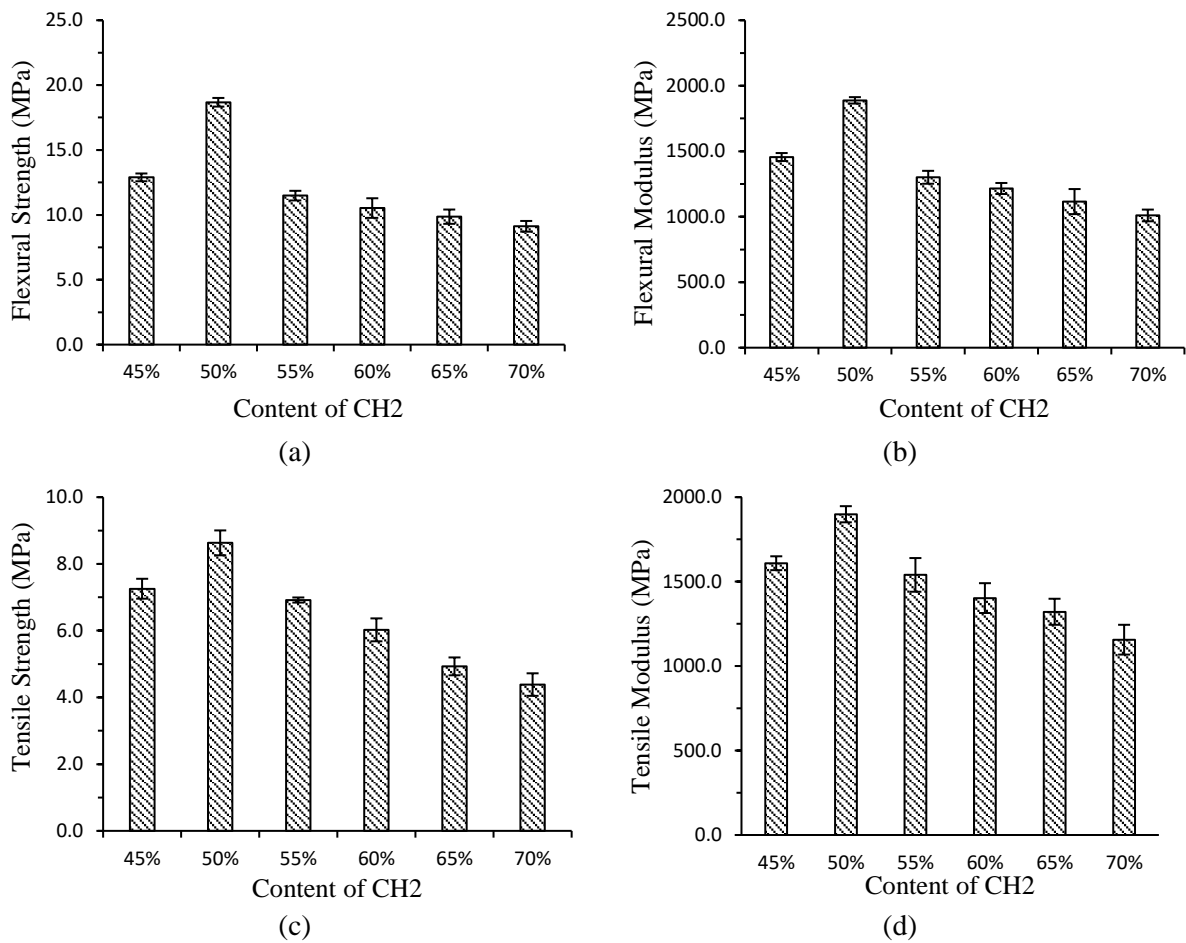 Flexural Strength (MPa)
25.0
20.0
15.0
10.0
5.0
0.0
45% 50% 55% 60% 65% 70%
Content of CH2
(a)
Flexural Modulus (MPa)
2500.0
2000.0
1500.0
1000.0
500.0
0.0
45% 50% 55% 60% 65% 70%
Content of CH2
(b)
Tensile Strength (MPa)
10.0
8.0
6.0
4.0
2.0
0.0
45% 50% 55% 60% 65% 70%
Content of CH2
(c)
Tensile Modulus (MPa)
2000.0
1500.0
1000.0
500.0
0.0
45% 50% 55% 60% 65% 70%
Content of CH2
(d)